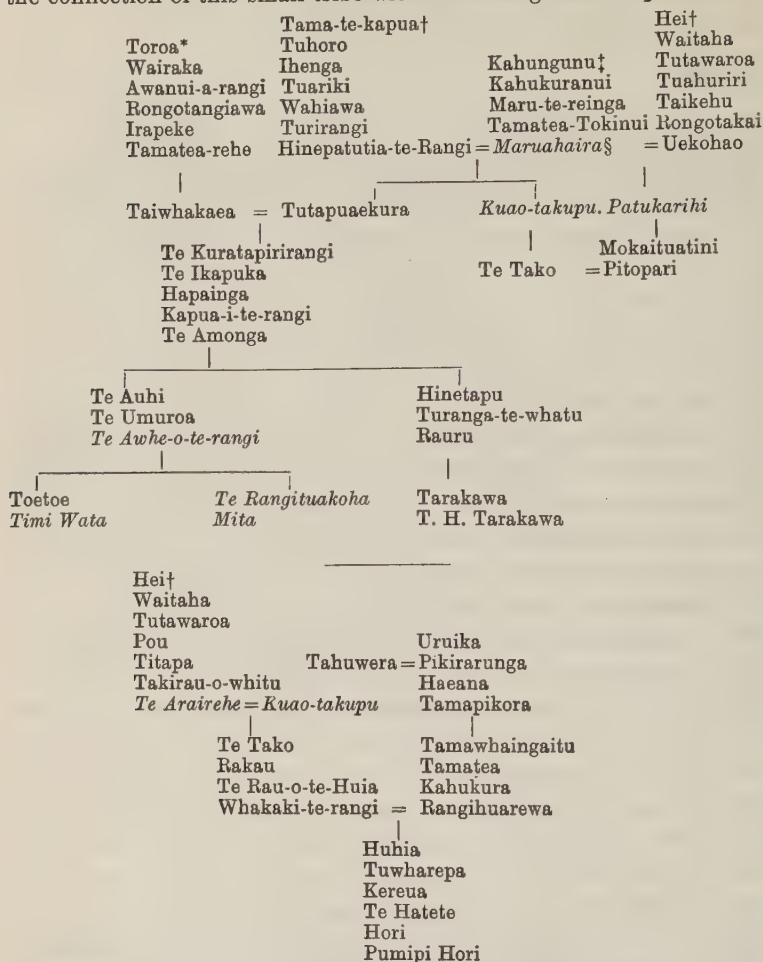 the connection of this small tribe
Tama-te-kapua† Hei†
Toroa* Tuhoro Waitaha
Wairaka Ihenga Kahungunu‡ Tutawaroa
Awanui-a-rangi Tuariki Kahukuranui Tuahuriri
Rongotangiawa Wahiawa Maru-te-reinga Taikehu
Irapeke Turirangi Tamatea-Tokinui Rongotakai
Tamatea-rehe Hinepatutia-te-Rangi = Maruahaira§ = Uekohao
Taiwhakaea = Tutapuaekura Kuao-takupu. Patukarihi
Te Kuratapirirangi Mokaituatini
Te Ikapuka Te Tako = Pitopari
Hapainga
Kapua-i-te-rangi
Te Amonga
Te Auhi Hinetapu
Te Umuroa Turanga-te-whatu
Te Awhe-o-te-rangi Rauru
Toetoe Te Rangituakoha Tarakawa
Timi Wata Mita T. H. Tarakawa
Hei†
Waitaha
Tutawaroa
Pou Uruika
Titapa Tahuwera = Pikirarunga
Takirau-o-whitu Haeana
Te Arairehe = Kuao-takupu Tamapikora
Te Tako Tamawhaingaitu
Rakau Tamatea
Te Rau-o-te-Huia Kahukura
Whakaki-te-rangi = Rangihuarewa
Huhia
Tuwharepa
Kereua
Te Hatete
Hori
Pumipi Hori